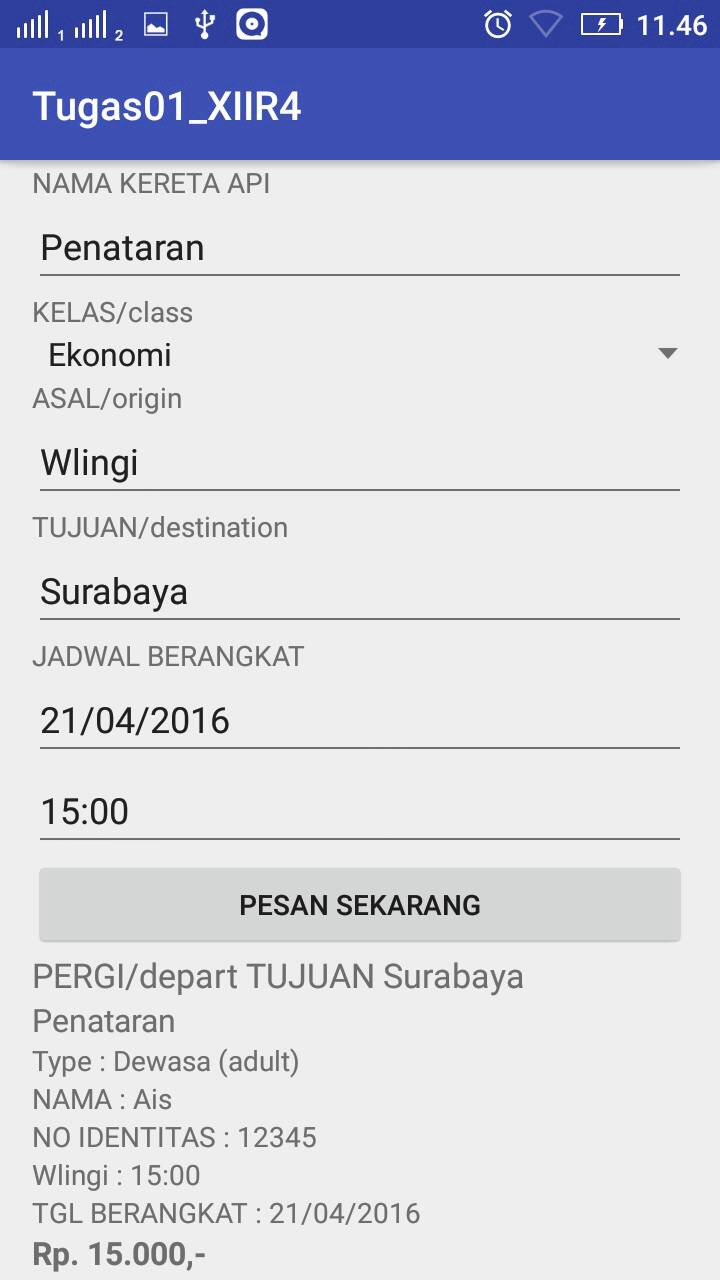 1 2 11.46
Tugas01_XIIR4
NAMA KERETA API
Penataran
KELAS/class
Ekonomi
ASAL/origin
Wlingi
TUJUAN/destination
Surabaya
JADWAL BERANGKAT
21/04/2016
15:00
PESAN SEKARANG
PERGI/depart TUJUAN Surabaya
Penataran
Type : Dewasa (adult)
NAMA : Ais
NO IDENTITAS : 12345
Wlingi : 15:00
TGL BERANGKAT : 21/04/2016
Rp. 15.000,-